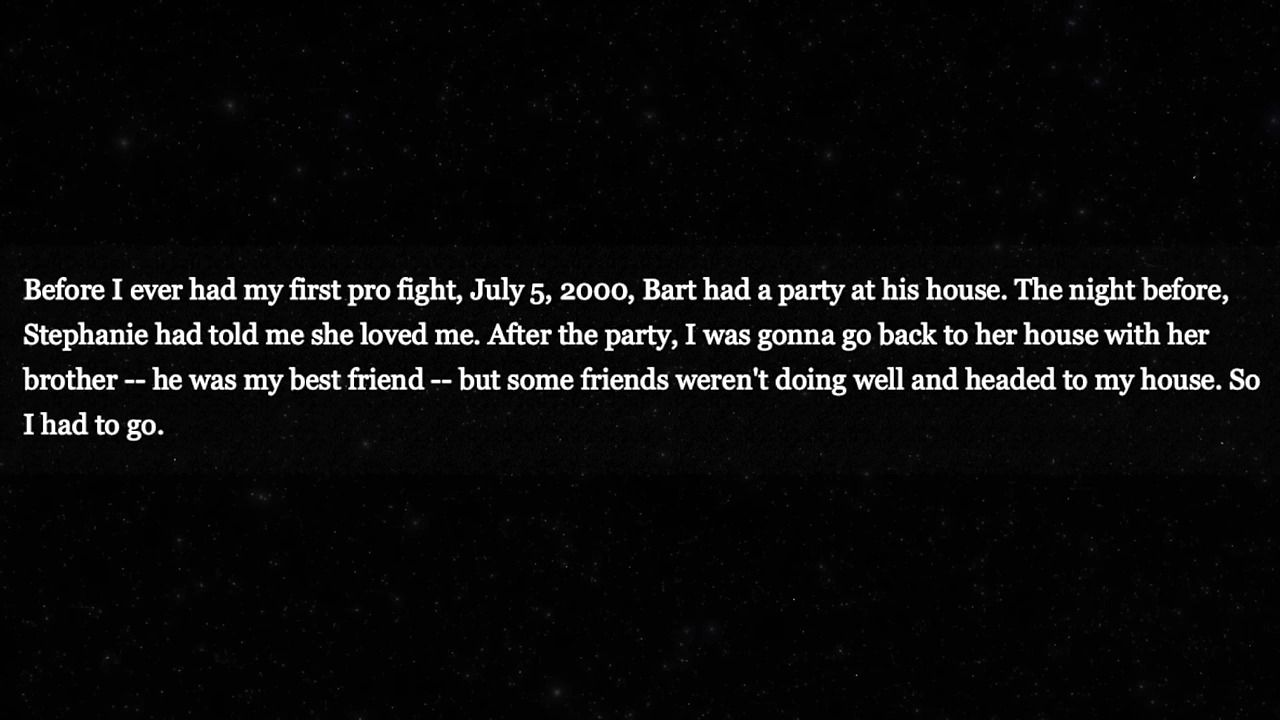 Before I ever had my first pro fight, July 5, 2000, Bart had a party at his house. The night before,
Stephanie had told me she loved me. After the party, I was gonna go back to her house with her
brother -- he was my best friend -- but some friends weren't doing well and headed to my house. So
I had to go.